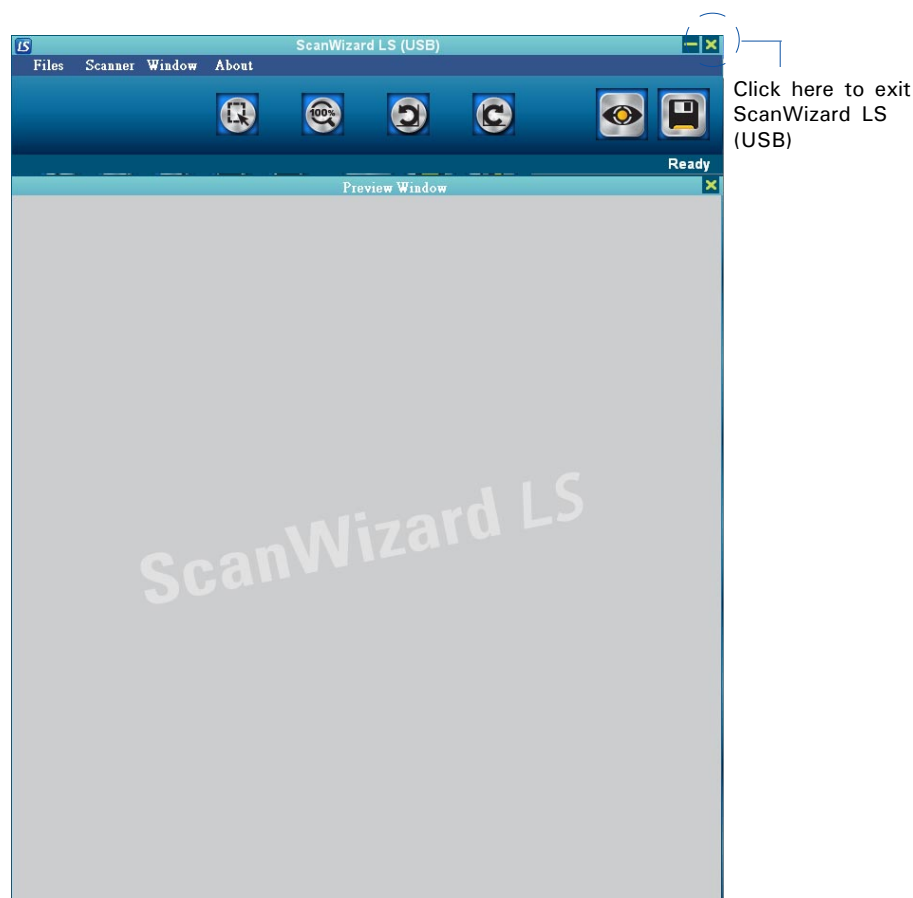 LS ScanWizard LS (USB)
Files Scanner Window About
100%
Ready
Preview Window
ScanWizard LS
Click here to exit
ScanWizard LS
(USB)